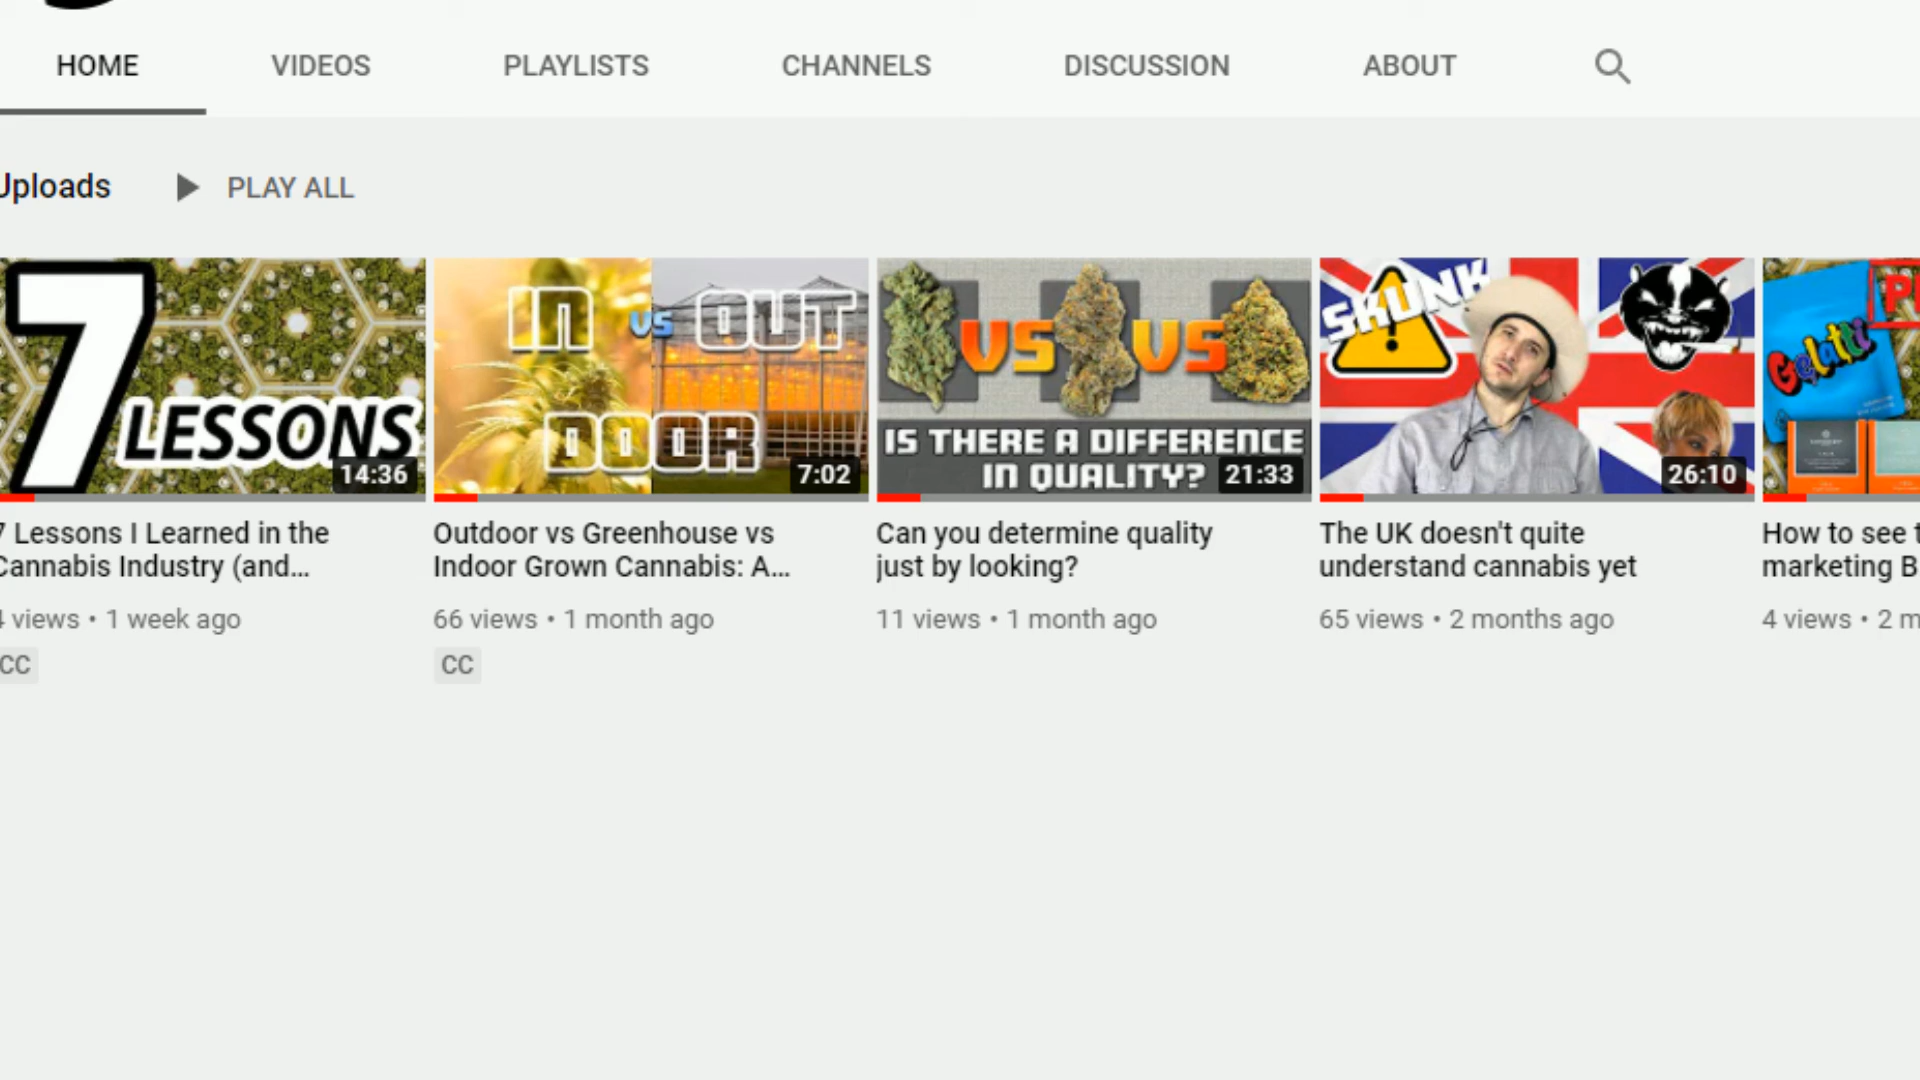 HOME VIDEOS PLAYLISTS CHANNELS DISCUSSION ABOUT
Uploads PLAY ALL
7
LESSONS
14:36
IN vs OUT
DOOR
7:02
VS VS
IS THERE A DIFFERENCE
IN QUALITY?
21:33
SKUNK
26:10
Gelatti
7 Lessons I Learned in the
Cannabis Industry (and...
views • 1 week ago
CC
Outdoor vs Greenhouse vs
Indoor Grown Cannabis: A...
66 views • 1 month ago
CC
Can you determine quality
just by looking?
11 views • 1 month ago
The UK doesn't quite
understand cannabis yet
65 views • 2 months ago
How to see
marketing
4 views • 2